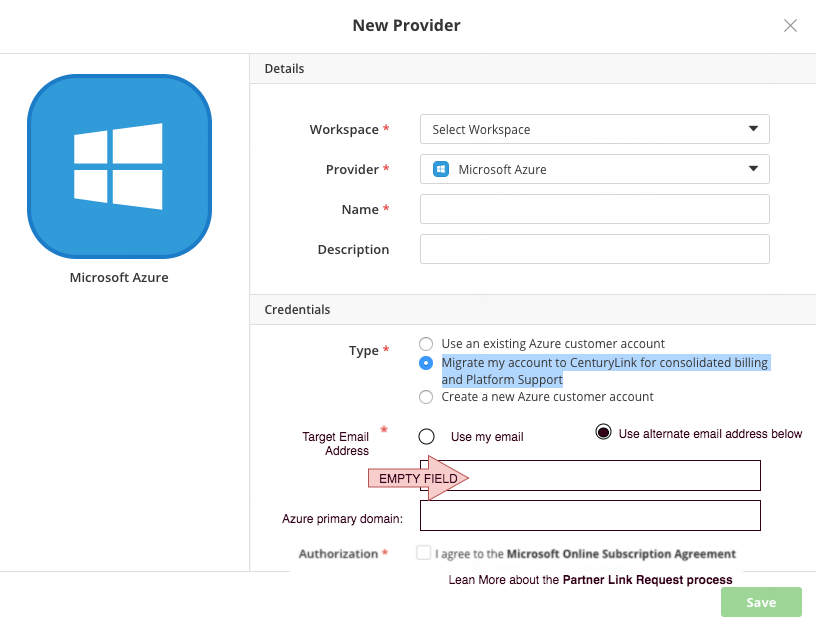 New Provider
Details
Workspace *
Select Workspace
Provider *
Microsoft Azure
Name *
Description
Microsoft Azure
Credentials
Type *
Use an existing Azure customer account
Migrate my account to CenturyLink for consolidated billing
and Platform Support
Create a new Azure customer account
Target Email *
Address
Use my email
Use alternate email address below
EMPTY FIELD
Azure primary domain:
Authorization *
I agree to the Microsoft Online Subscription Agreement
Lean More about the Partner Link Request process
Save